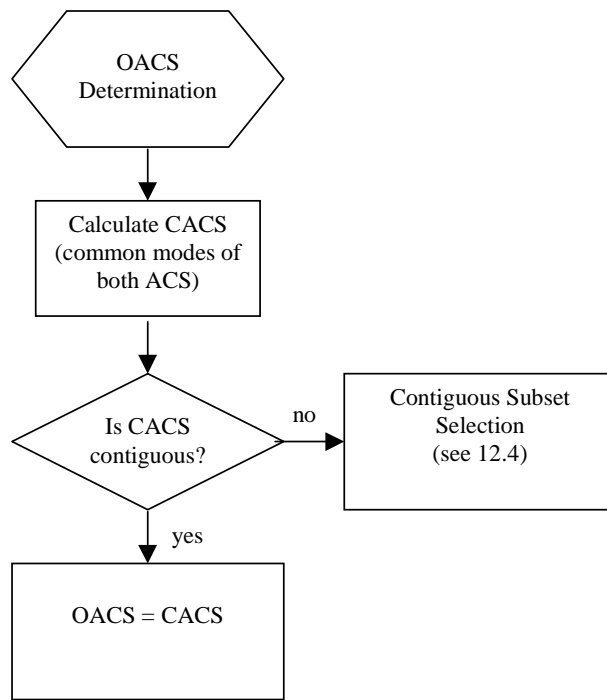 OACS
Determination
Calculate CACS
(common modes of
both ACS)
Is CACS
contiguous?
no
Contiguous Subset
Selection
(see 12.4)
yes
OACS = CACS